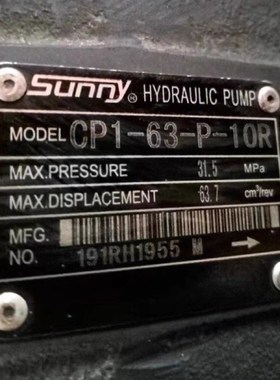 Sunny® HYDRAULIC PUMP
MODEL CP1-63-P-10R
MAX.PRESSURE 31.5 MPa
MAX.DISPLACEMENT 63.7 cm³/rev
MFG.
NO. 191RH1955 M →